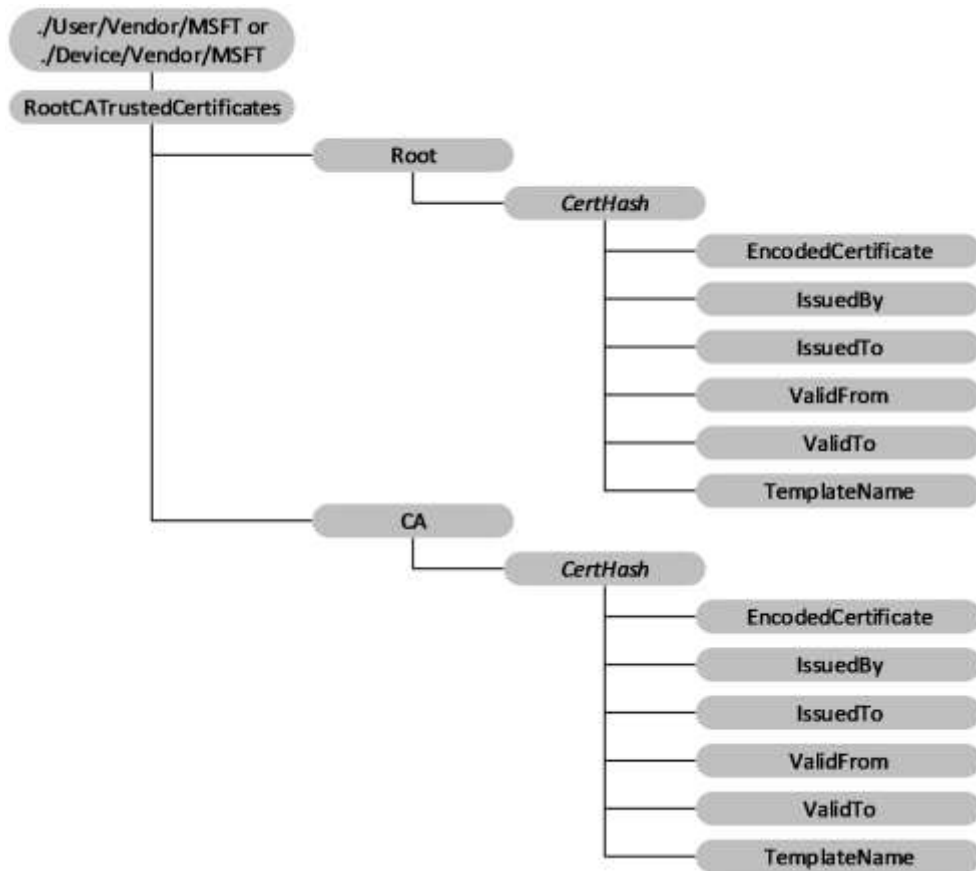 ./User/Vendor/MSFT or
./Device/Vendor/MSFT
RootCATrustedCertificates
Root
CertHash
EncodedCertificate
IssuedBy
IssuedTo
ValidFrom
ValidTo
TemplateName
CA
CertHash
EncodedCertificate
IssuedBy
IssuedTo
ValidFrom
ValidTo
TemplateName